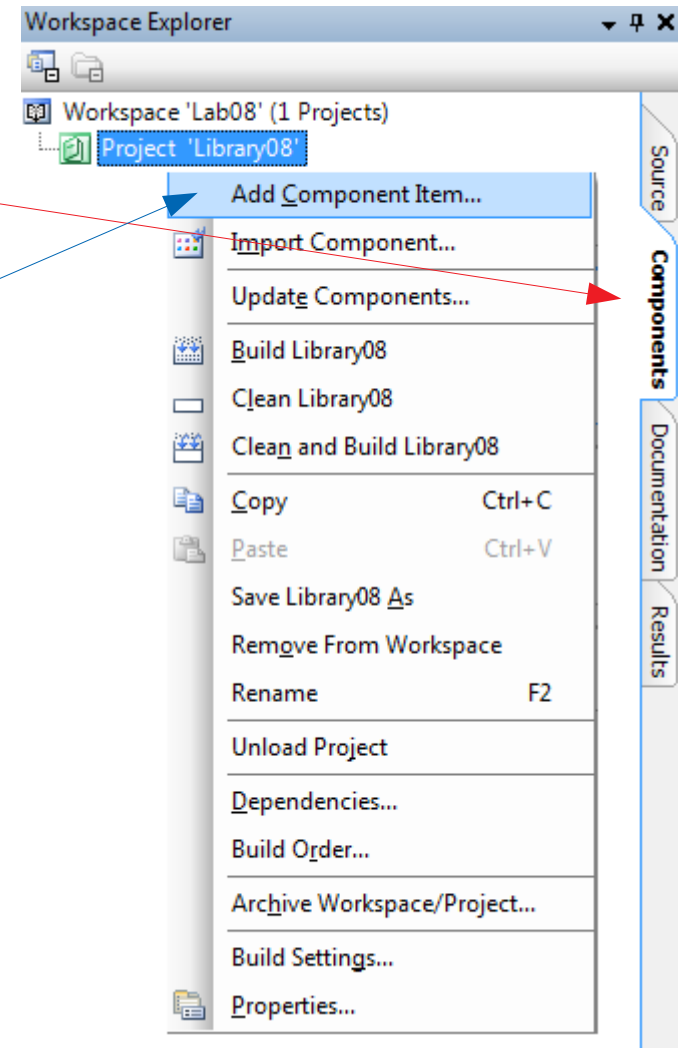 Workspace Explorer
Workspace 'Lab08' (1 Projects)
Project 'Library08'
Add Component Item...
Import Component...
Update Components...
Build Library08
Clean Library08
Clean and Build Library08
Copy Ctrl+C
Paste Ctrl+V
Save Library08 As
Remove From Workspace
Rename F2
Unload Project
Dependencies...
Build Order...
Archive Workspace/Project...
Build Settings...
Properties...
Source
Components
Documentation
Results